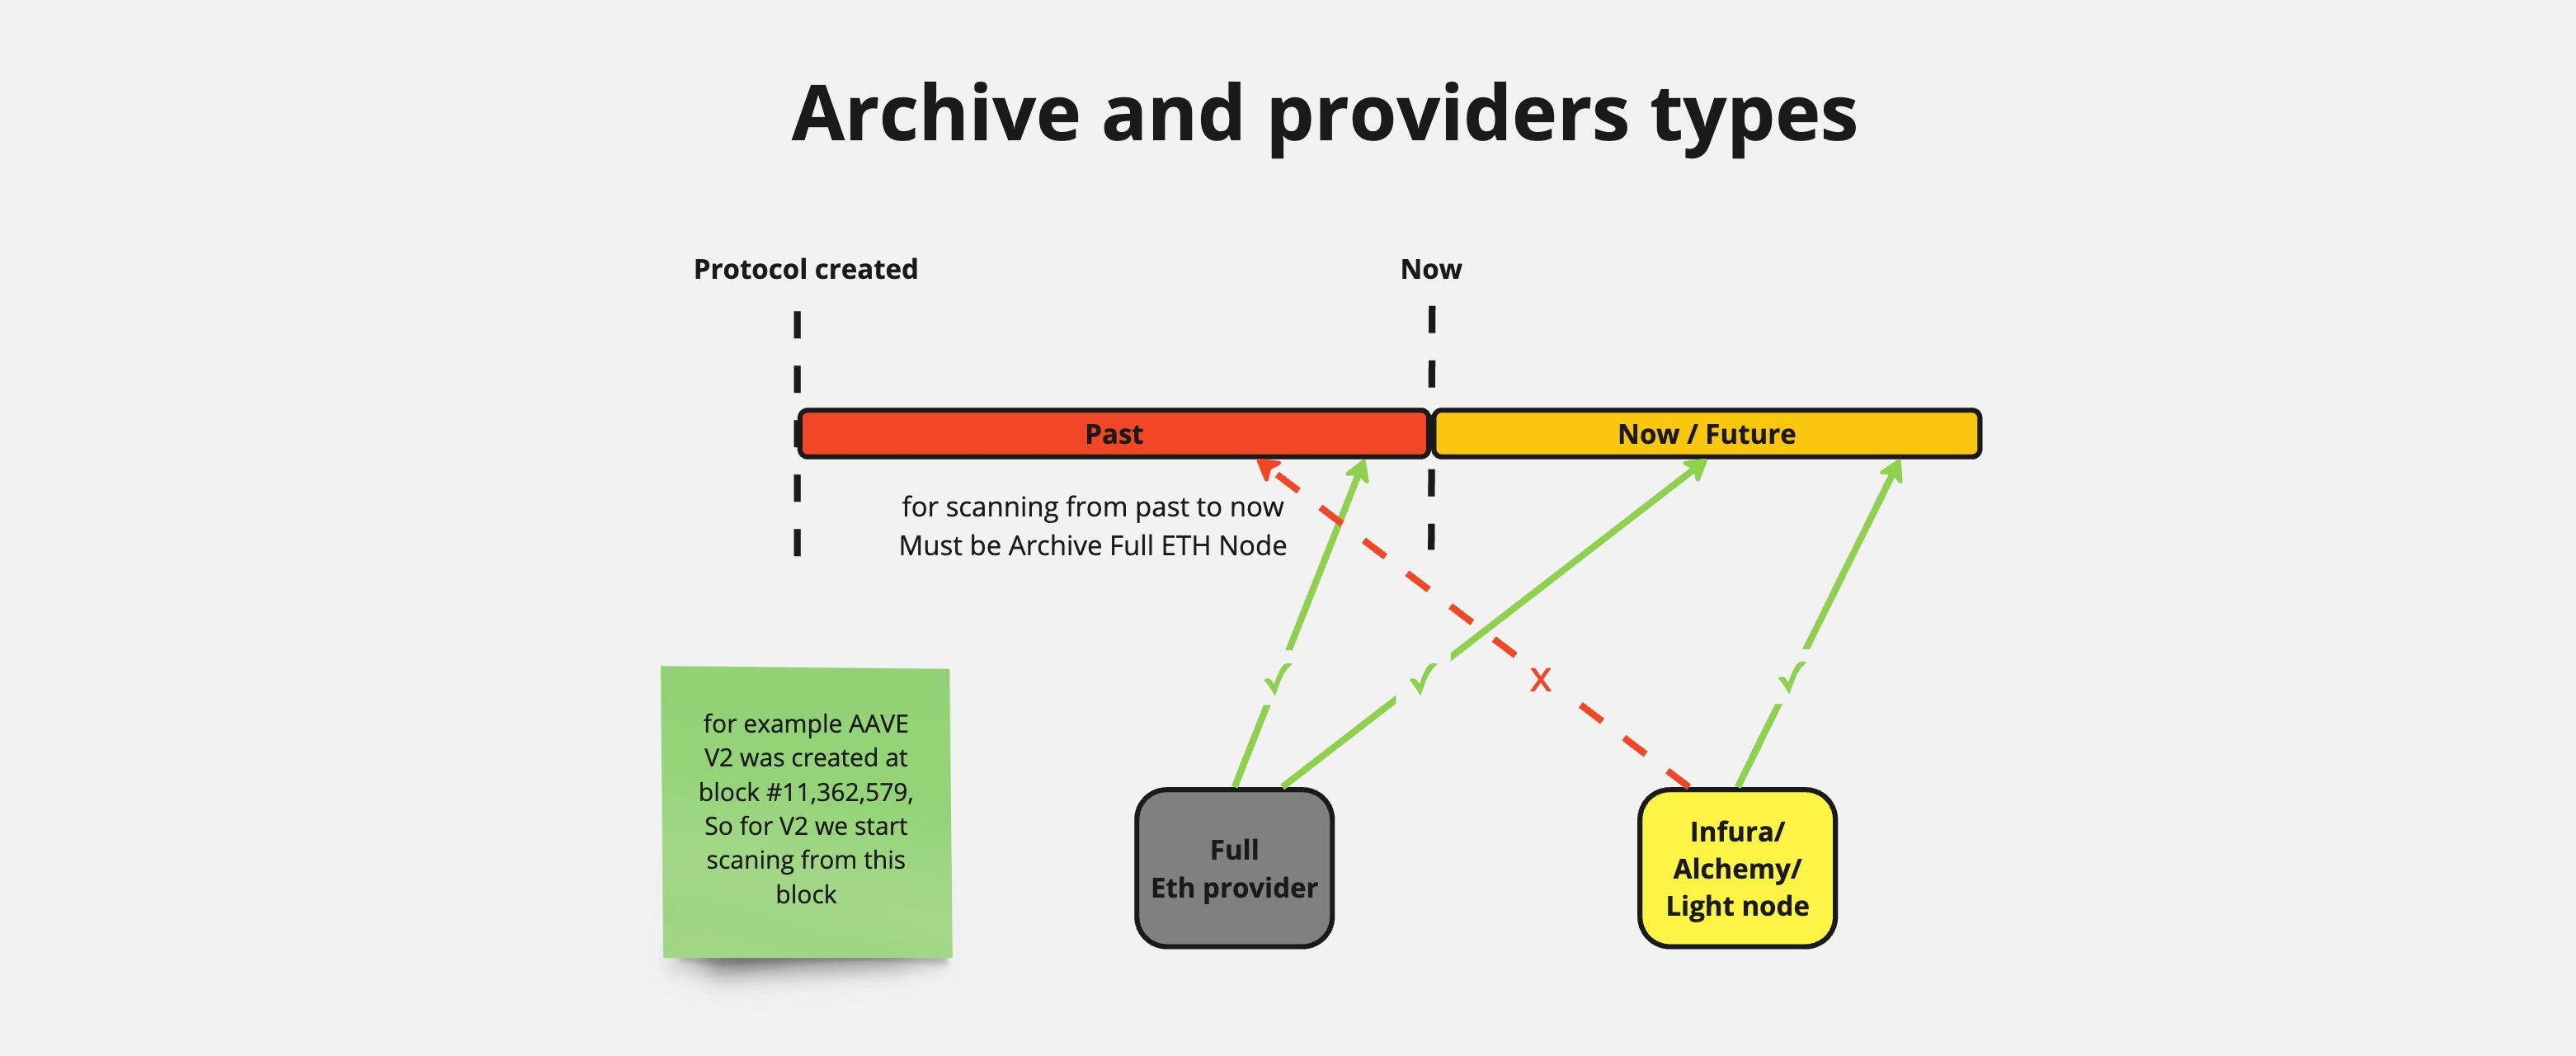 Archive and providers types
Protocol created
Now
Past
Now / Future
for scanning from past to now
Must be Archive Full ETH Node
x
for example AAVE
V2 was created at
block #11,362,579,
So for V2 we start
scaning from this
block
Full
Eth provider
Infura/
Alchemy/
Light node